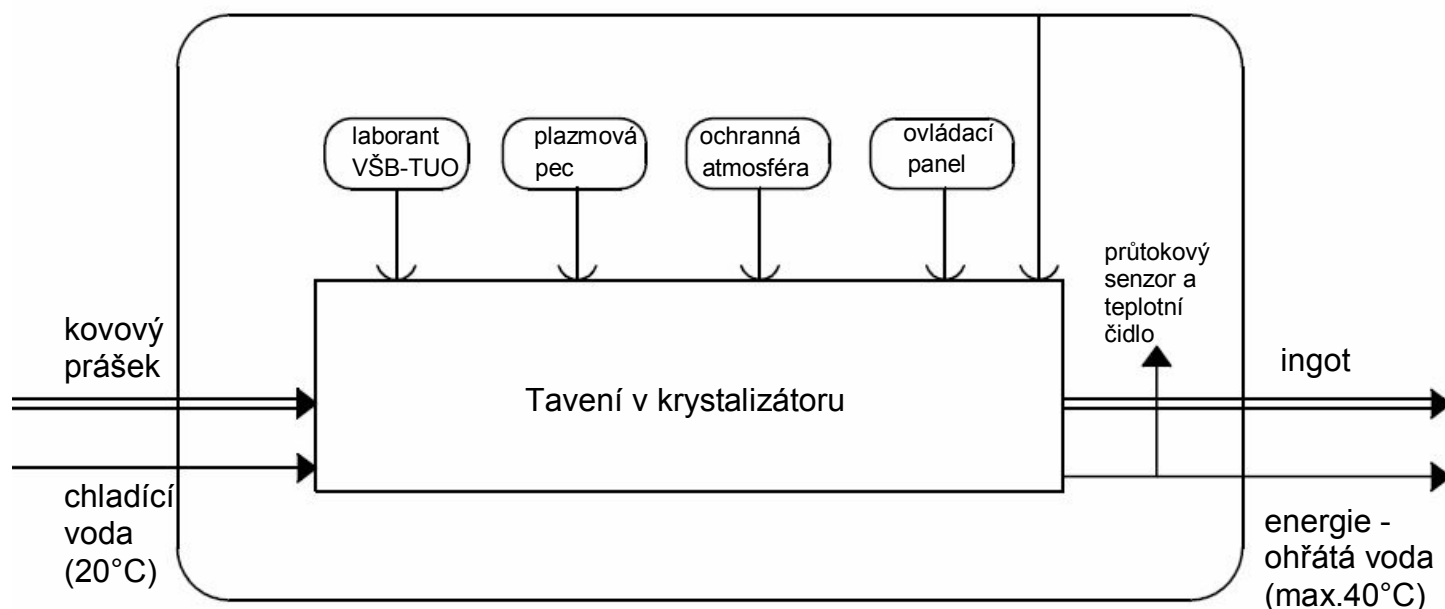 laborant
VŠB-TUO
plazmová
pec
ochranná
atmosféra
ovládací
panel
průtokový
senzor a
teplotní
čidlo
kovový
prášek
Tavení v krystalizátoru
ingot
chladící
voda
(20°C)
energie -
ohřátá voda
(max.40°C)